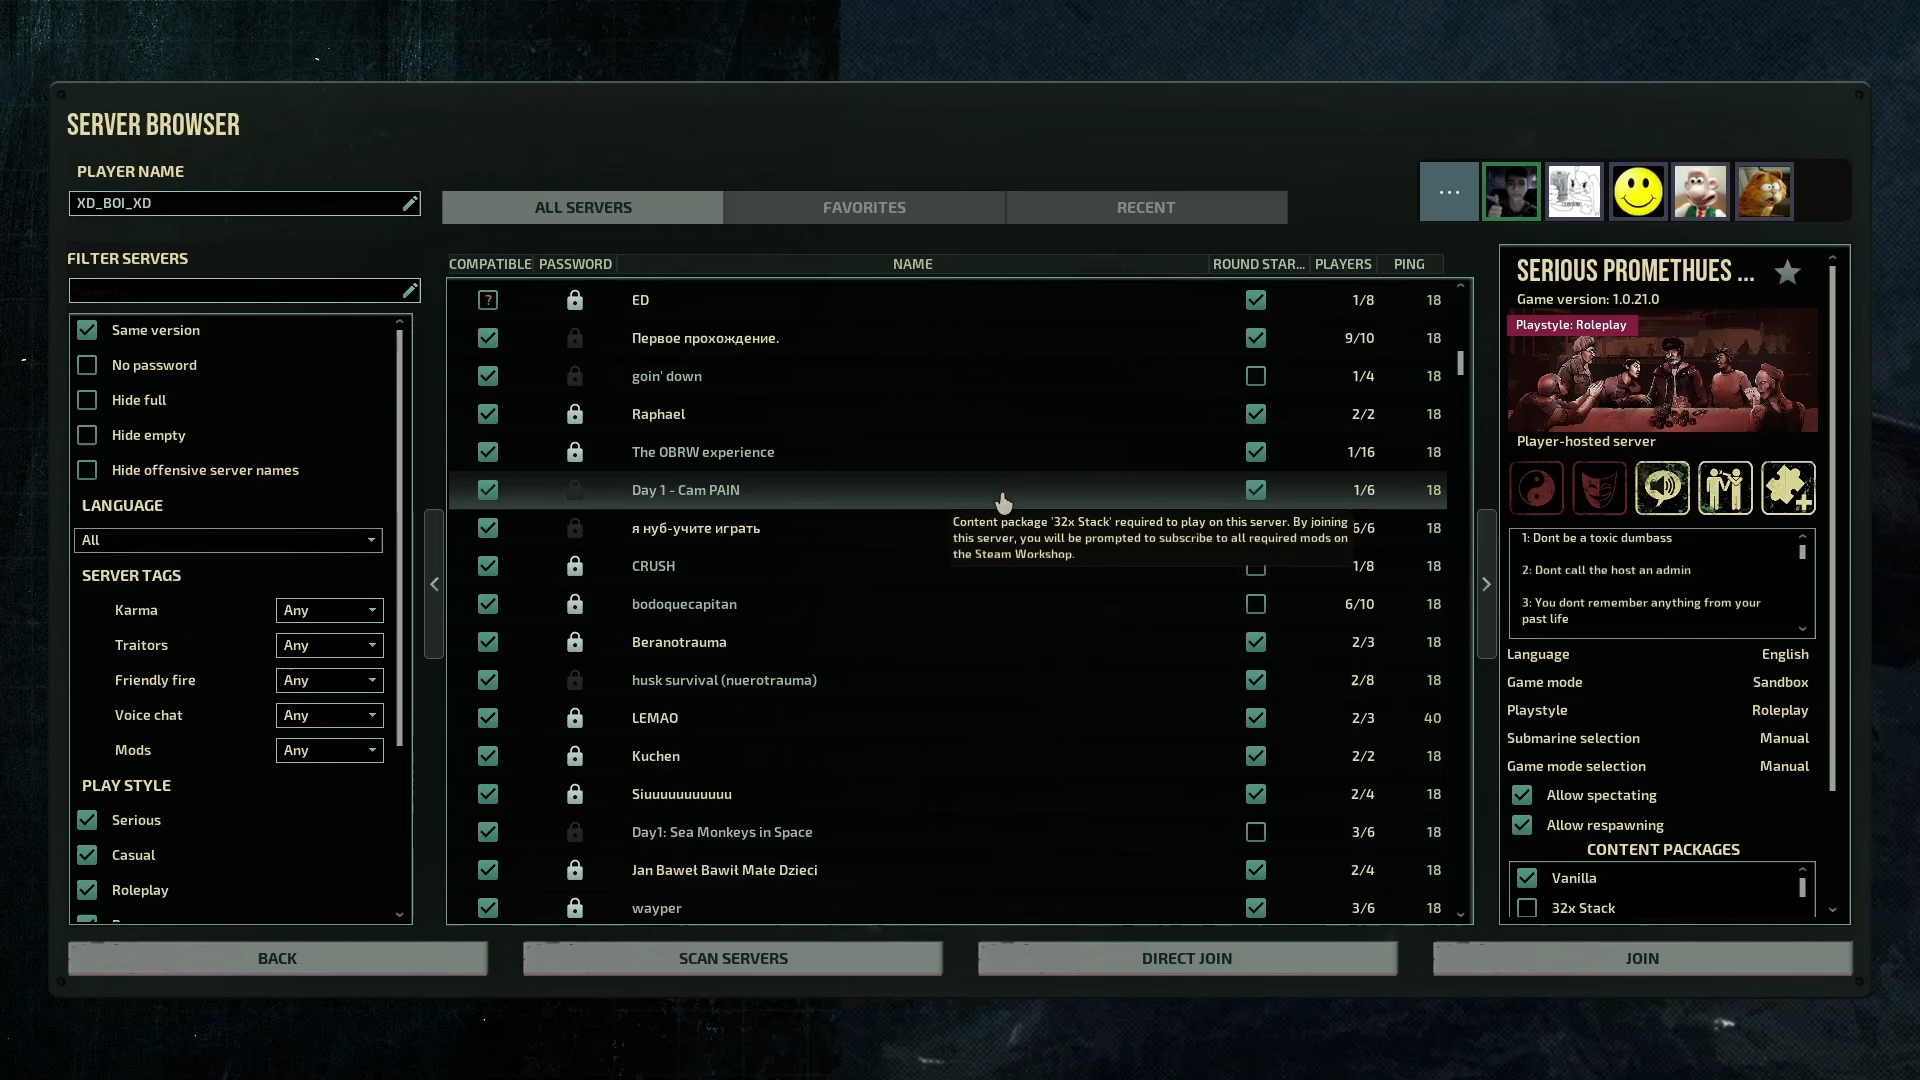 SERVER BROWSER
PLAYER NAME
XD_BOI_XD
ALL SERVERS
FAVORITES
RECENT
...
FILTER SERVERS
Same version
No password
Hide full
Hide empty
Hide offensive server names
LANGUAGE
All
SERVER TAGS
Karma Any
Traitors Any
Friendly fire Any
Voice chat Any
Mods Any
PLAY STYLE
Serious
Casual
Roleplay
COMPATIBLE PASSWORD NAME ROUND STAR... PLAYERS PING
? ED 1/8 18
Первое прохождение. 9/10 18
goin' down 1/4 18
Raphael 2/2 18
The OBRW experience 1/16 18
Day 1 - Cam PAIN 1/6 18
я нуб-учите играть 6/6 18
Content package '32x Stack' required to play on this server. By joining
this server, you will be prompted to subscribe to all required mods on
the Steam Workshop.
CRUSH 1/8 18
bodoquecapitan 6/10 18
Beranotrauma 2/3 18
husk survival (nuerotrauma) 2/8 18
LEMAO 2/3 40
Kuchen 2/2 18
Siuuuuuuuuuuu 2/4 18
Day1: Sea Monkeys in Space 3/6 18
Jan Baweł Bawił Małe Dzieci 2/4 18
wayper 3/6 18
SERIOUS PROMETHUES ...
Game version: 1.0.21.0
Playstyle: Roleplay
Player-hosted server
1: Dont be a toxic dumbass
2: Dont call the host an admin
3: You dont remember anything from your
past life
Language English
Game mode Sandbox
Playstyle Roleplay
Submarine selection Manual
Game mode selection Manual
Allow spectating
Allow respawning
CONTENT PACKAGES
Vanilla
32x Stack
BACK
SCAN SERVERS
DIRECT JOIN
JOIN